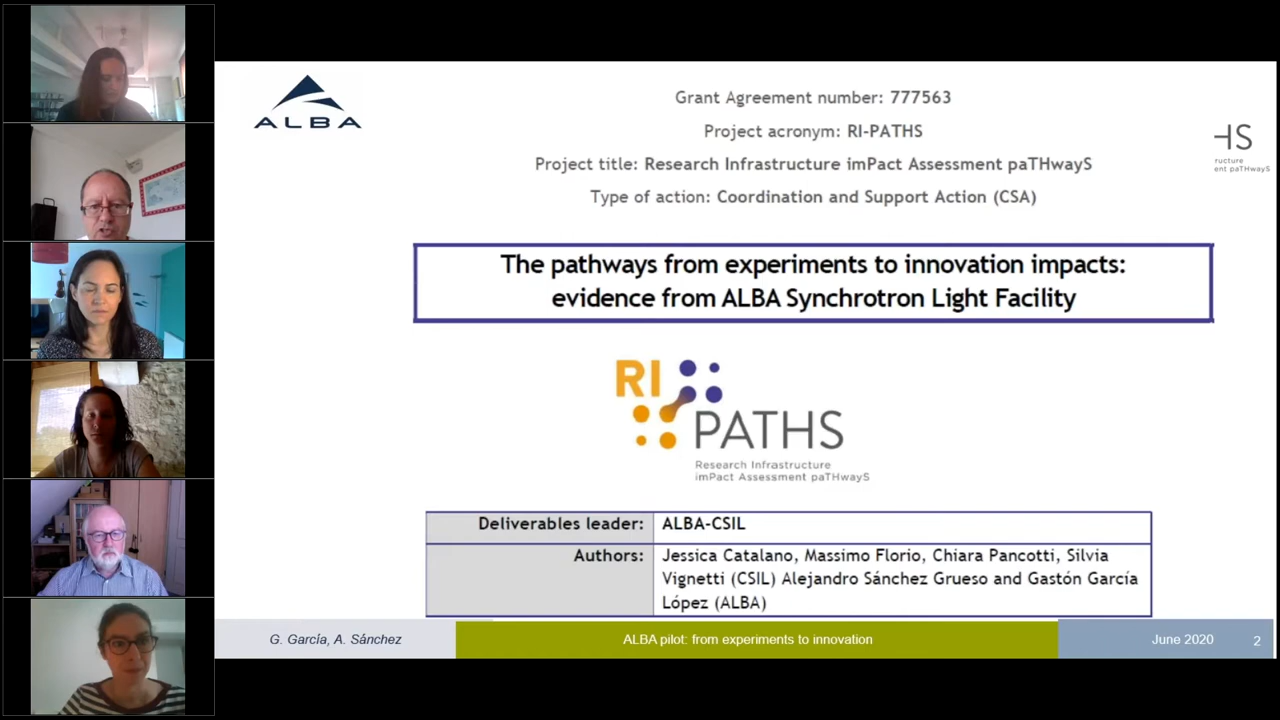 ALBA
Grant Agreement number: 777563
Project acronym: RI-PATHS
Project title: Research Infrastructure imPact Assessment paTHwayS
Type of action: Coordination and Support Action (CSA)
HS
ructure
ent paTHwayS
The pathways from experiments to innovation impacts:
evidence from ALBA Synchrotron Light Facility
RI
PATHS
Research Infrastructure
imPact Assessment paTHwayS
Deliverables leader: ALBA-CSIL
Authors: Jessica Catalano, Massimo Florio, Chiara Pancotti, Silvia
Vignetti (CSIL) Alejandro Sánchez Grueso and Gastón García
López (ALBA)
G. García, A. Sánchez ALBA pilot: from experiments to innovation June 2020 2